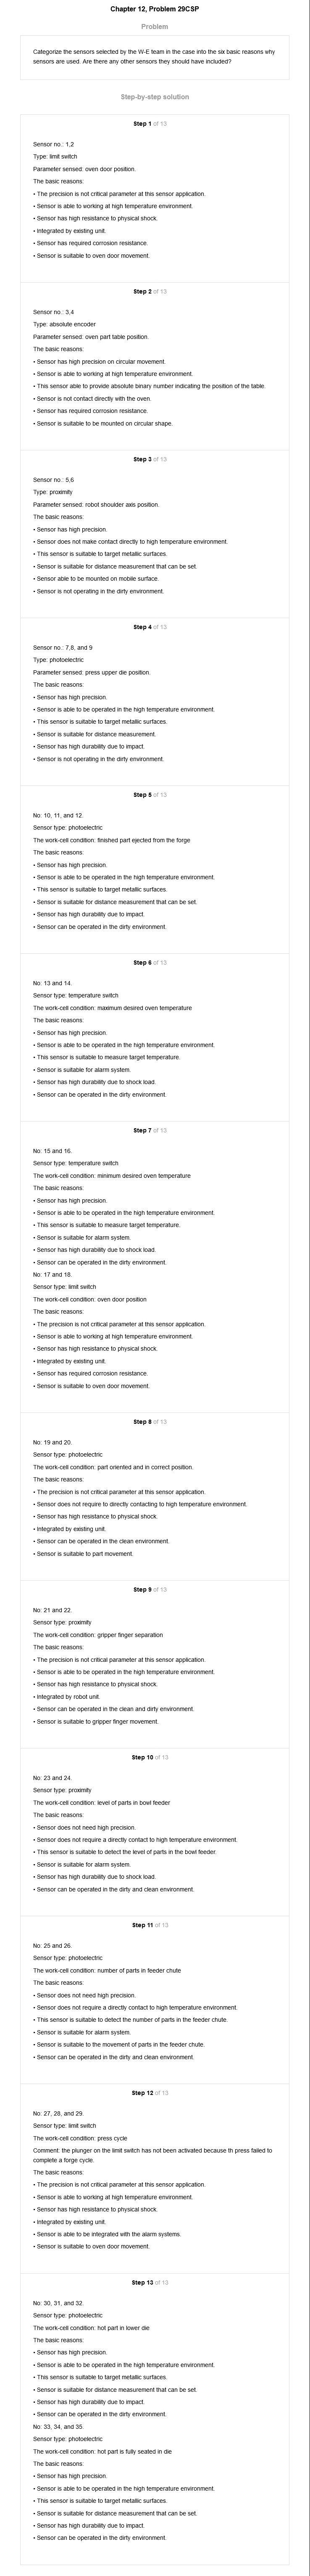 Chapter 12, Problem 29CSP
Problem
Categorize the sensors selected by the W-E team in the case into the six basic reasons why
sensors are used. Are there any other sensors they should have included?
Step-by-step solution
Step 1 of 13
Sensor no.: 1,2
Type: limit switch
Parameter sensed: oven door position.
The basic reasons:
• The precision is not critical parameter at this sensor application.
• Sensor is able to working at high temperature environment.
• Sensor has high resistance to physical shock.
• Integrated by existing unit.
• Sensor has required corrosion resistance.
• Sensor is suitable to oven door movement.
Step 2 of 13
Sensor no.: 3,4
Type: absolute encoder
Parameter sensed: oven part table position.
The basic reasons:
• Sensor has high precision on circular movement.
• Sensor is able to working at high temperature environment.
• This sensor able to provide absolute binary number indicating the position of the table.
• Sensor is not contact directly with the oven.
• Sensor has required corrosion resistance.
• Sensor is suitable to be mounted on circular shape.
Step 3 of 13
Sensor no.: 5,6
Type: proximity
Parameter sensed: robot shoulder axis position.
The basic reasons:
• Sensor has high precision.
• Sensor does not make contact directly to high temperature environment.
• This sensor is suitable to target metallic surfaces.
• Sensor is suitable for distance measurement that can be set.
• Sensor able to be mounted on mobile surface.
• Sensor is not operating in the dirty environment.
Step 4 of 13
Sensor no.: 7,8, and 9
Type: photoelectric
Parameter sensed: press upper die position.
The basic reasons:
• Sensor has high precision.
• Sensor is able to be operated in the high temperature environment.
• This sensor is suitable to target metallic surfaces.
• Sensor is suitable for distance measurement.
• Sensor has high durability due to impact.
• Sensor is not operating in the dirty environment.
Step 5 of 13
No: 10, 11, and 12.
Sensor type: photoelectric
The work-cell condition: finished part ejected from the forge
The basic reasons:
• Sensor has high precision.
• Sensor is able to be operated in the high temperature environment.
• This sensor is suitable to target metallic surfaces.
• Sensor is suitable for distance measurement that can be set.
• Sensor has high durability due to impact.
• Sensor can be operated in the dirty environment.
Step 6 of 13
No: 13 and 14.
Sensor type: temperature switch
The work-cell condition: maximum desired oven temperature
The basic reasons:
• Sensor has high precision.
• Sensor is able to be operated in the high temperature environment.
• This sensor is suitable to measure target temperature.
• Sensor is suitable for alarm system.
• Sensor has high durability due to shock load.
• Sensor can be operated in the dirty environment.
Step 7 of 13
No: 15 and 16.
Sensor type: temperature switch
The work-cell condition: minimum desired oven temperature
The basic reasons:
• Sensor has high precision.
• Sensor is able to be operated in the high temperature environment.
• This sensor is suitable to measure target temperature.
• Sensor is suitable for alarm system.
• Sensor has high durability due to shock load.
• Sensor can be operated in the dirty environment.
No: 17 and 18.
Sensor type: limit switch
The work-cell condition: oven door position
The basic reasons:
• The precision is not critical parameter at this sensor application.
• Sensor is able to working at high temperature environment.
• Sensor has high resistance to physical shock.
• Integrated by existing unit.
• Sensor has required corrosion resistance.
• Sensor is suitable to oven door movement.
Step 8 of 13
No: 19 and 20.
Sensor type: photoelectric
The work-cell condition: part oriented and in correct position.
The basic reasons:
• The precision is not critical parameter at this sensor application.
• Sensor does not require to directly contacting to high temperature environment.
• Sensor has high resistance to physical shock.
• Integrated by existing unit.
• Sensor can be operated in the clean environment.
• Sensor is suitable to part movement.
Step 9 of 13
No: 21 and 22.
Sensor type: proximity
The work-cell condition: gripper finger separation
The basic reasons:
• The precision is not critical parameter at this sensor application.
• Sensor is able to be operated in the high temperature environment.
• Sensor has high resistance to physical shock.
• Integrated by robot unit.
• Sensor can be operated in the clean and dirty environment.
• Sensor is suitable to gripper finger movement.
Step 10 of 13
No: 23 and 24.
Sensor type: proximity
The work-cell condition: level of parts in bowl feeder
The basic reasons:
• Sensor does not need high precision.
• Sensor does not require a directly contact to high temperature environment.
• This sensor is suitable to detect the level of parts in the bowl feeder.
• Sensor is suitable for alarm system.
• Sensor has high durability due to shock load.
• Sensor can be operated in the dirty and clean environment.
Step 11 of 13
No: 25 and 26.
Sensor type: photoelectric
The work-cell condition: number of parts in feeder chute
The basic reasons:
• Sensor does not need high precision.
• Sensor does not require a directly contact to high temperature environment.
• This sensor is suitable to detect the number of parts in the feeder chute.
• Sensor is suitable for alarm system.
• Sensor is suitable to the movement of parts in the feeder chute.
• Sensor can be operated in the dirty and clean environment.
Step 12 of 13
No: 27, 28, and 29.
Sensor type: limit switch
The work-cell condition: press cycle
Comment: the plunger on the limit switch has not been activated because th press failed to
complete a forge cycle.
The basic reasons:
• The precision is not critical parameter at this sensor application.
• Sensor is able to working at high temperature environment.
• Sensor has high resistance to physical shock.
• Integrated by existing unit.
• Sensor is able to be integrated with the alarm systems.
• Sensor is suitable to oven door movement.
Step 13 of 13
No: 30, 31, and 32.
Sensor type: photoelectric
The work-cell condition: hot part in lower die
The basic reasons:
• Sensor has high precision.
• Sensor is able to be operated in the high temperature environment.
• This sensor is suitable to target metallic surfaces.
• Sensor is suitable for distance measurement that can be set.
• Sensor has high durability due to impact.
• Sensor can be operated in the dirty environment.
No: 33, 34, and 35.
Sensor type: photoelectric
The work-cell condition: hot part is fully seated in die
The basic reasons:
• Sensor has high precision.
• Sensor is able to be operated in the high temperature environment.
• This sensor is suitable to target metallic surfaces.
• Sensor is suitable for distance measurement that can be set.
• Sensor has high durability due to impact.
• Sensor can be operated in the dirty environment.